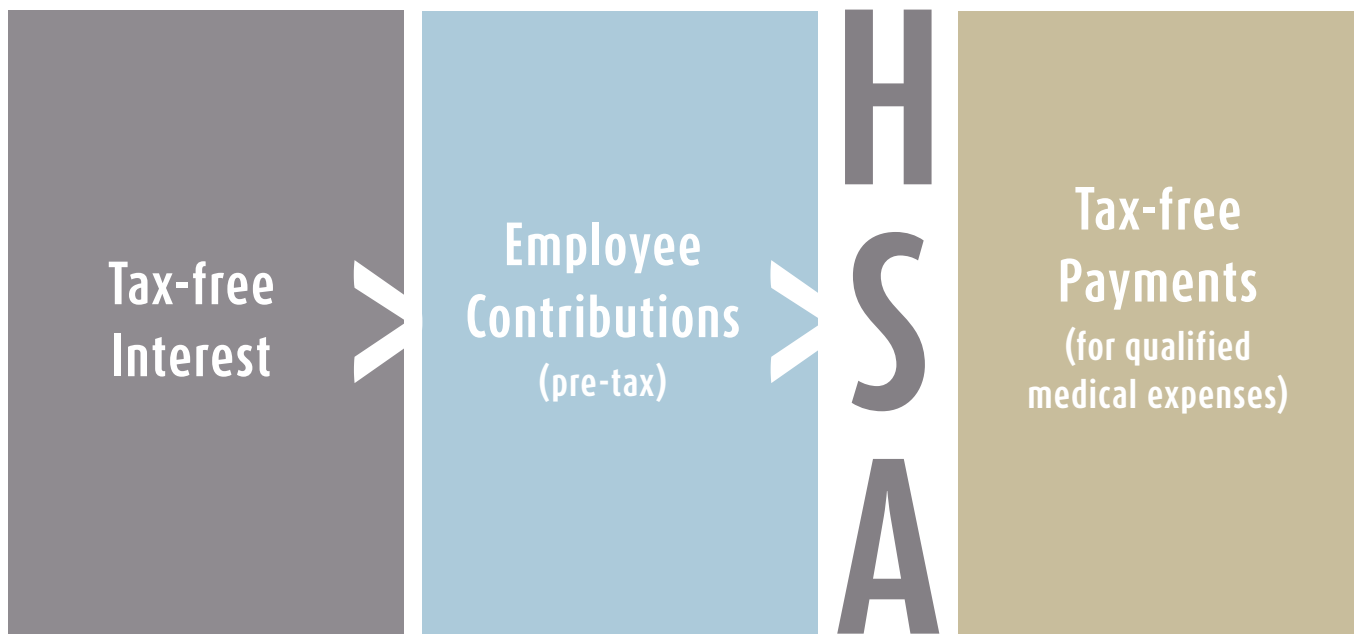 Tax-free
Interest
>
Employee
Contributions
(pre-tax)
>
H
S
A
Tax-free
Payments
(for qualified
medical expenses)